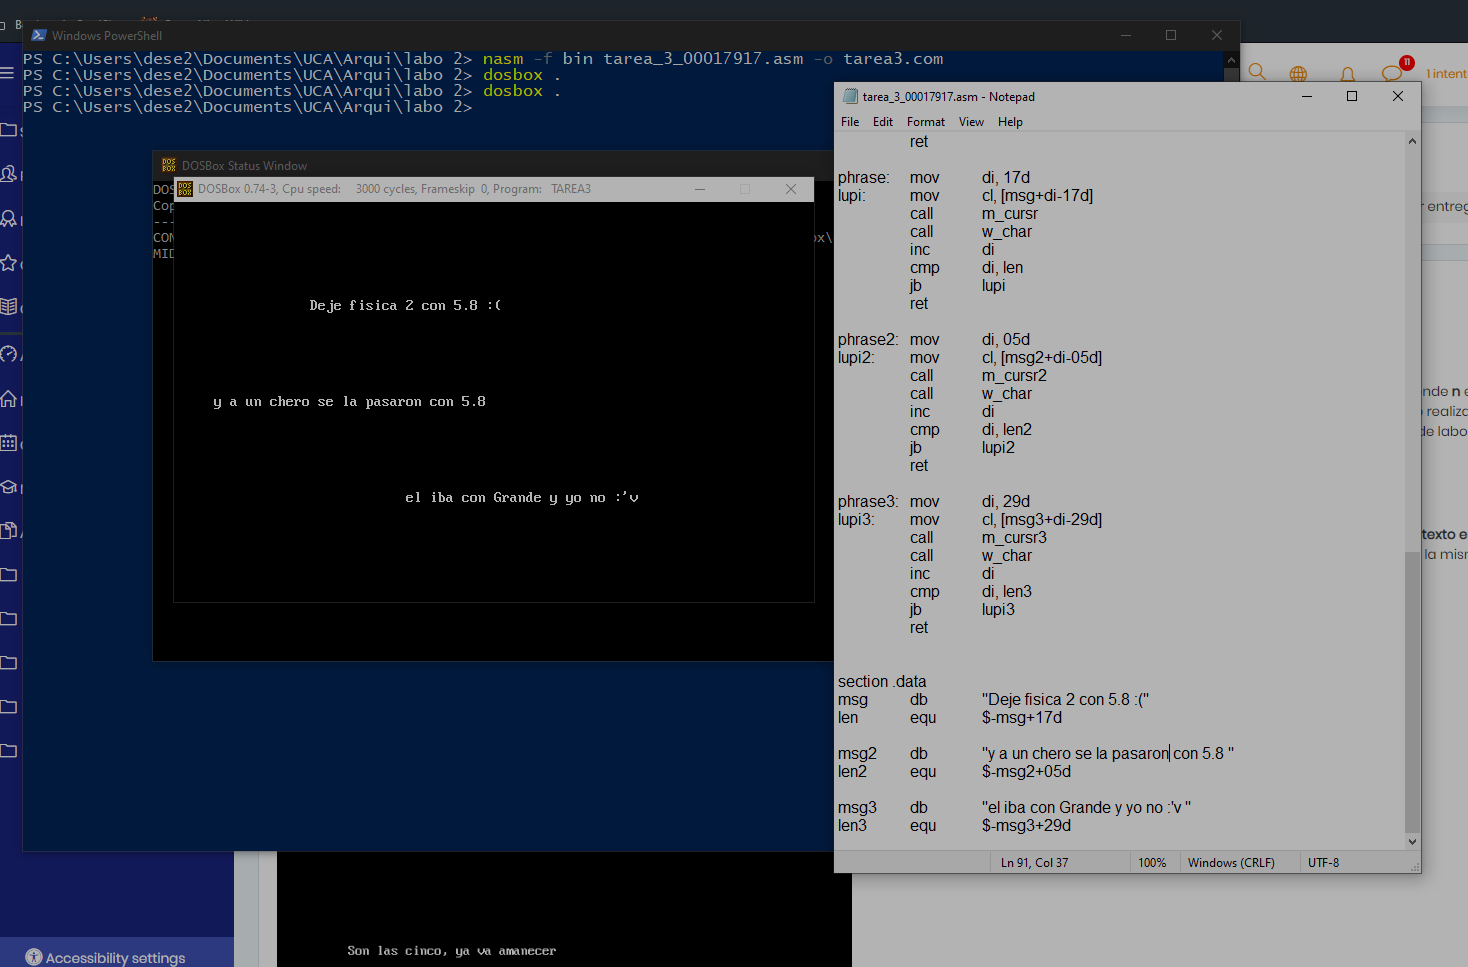 Windows PowerShell
PS C:\Users\dese2\Documents\UCA\Arqui\labo 2> nasm -f bin tarea_3_00017917.asm -o tarea3.com
PS C:\Users\dese2\Documents\UCA\Arqui\labo 2> dosbox .
PS C:\Users\dese2\Documents\UCA\Arqui\labo 2> dosbox .
PS C:\Users\dese2\Documents\UCA\Arqui\labo 2>
11
1 intent
DOSBox Status Window
DOS
Cop
---
CON
MID
ox\
DOSBox 0.74-3, Cpu speed: 3000 cycles, Frameskip 0, Program: TAREA3
Deje fisica 2 con 5.8 :(
y a un chero se la pasaron con 5.8
el iba con Grande y yo no :'v
tarea_3_00017917.asm - Notepad
File Edit Format View Help
ret
phrase: mov di, 17d
lupi: mov cl, [msg+di-17d]
call m_cursr
call w_char
inc di
cmp di, len
jb lupi
ret
phrase2: mov di, 05d
lupi2: mov cl, [msg2+di-05d]
call m_cursr2
call w_char
inc di
cmp di, len2
jb lupi2
ret
phrase3: mov di, 29d
lupi3: mov cl, [msg3+di-29d]
call m_cursr3
call w_char
inc di
cmp di, len3
jb lupi3
ret
section .data
msg db "Deje fisica 2 con 5.8 :("
len equ $-msg+17d
msg2 db "y a un chero se la pasaron con 5.8 "
len2 equ $-msg2+05d
msg3 db "el iba con Grande y yo no :'v "
len3 equ $-msg3+29d
Ln 91, Col 37 100% Windows (CRLF) UTF-8
r entreg
nde n e
realiza
de labo
texto e
la misr
Son las cinco, ya va amanecer
Accessibility settings